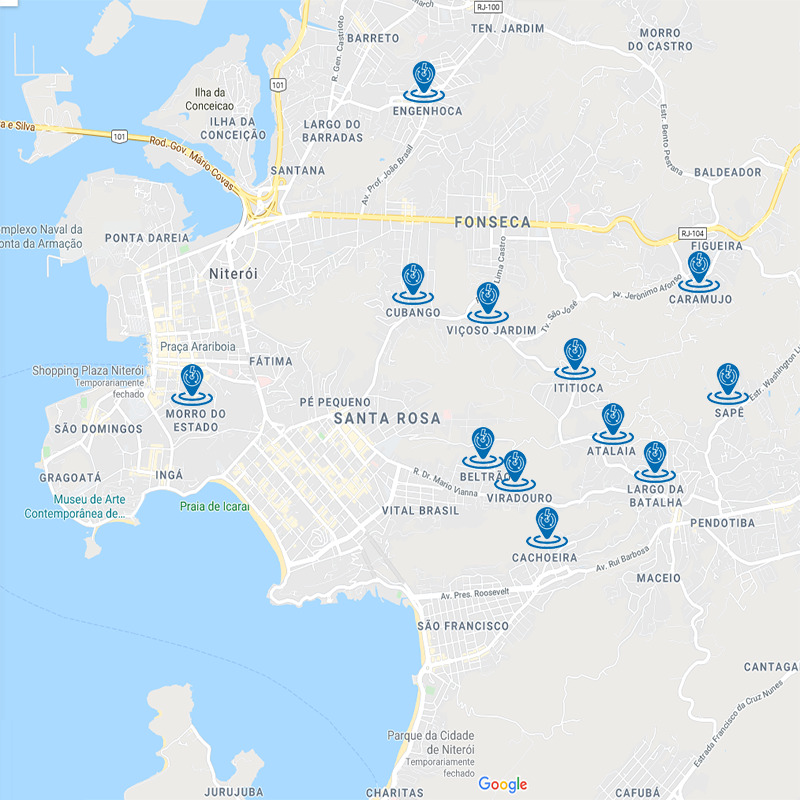 RJ-100
March
TEN. JARDIM
BARRETO
MORRO
DO CASTRO
R. Gen. Castrioto
101
Ilha da
Conceicao
ILHA DA
CONCEIÇÃO
ENGENHOCA
LARGO DO
BARRADAS
Estr. Bento Pestana
a e Silva
101
Rod. Gov. Mário Covas
SANTANA
Av. Prof. João Brasil
BALDEADOR
FONSECA
RJ-104
FIGUEIRA
mplexo Naval da
onta da Armação
PONTA DAREIA
Niterói
Lima Castro
CUBANGO
VIÇOSO JARDIM
Tv. São José
Av. Jerônimo Afonso
CARAMUJO
Praça Arariboia
FÁTIMA
Shopping Plaza Niterói
Temporariamente
fechado
ITITIOCA
Estr. Washington Lu
SAPÊ
MORRO DO
ESTADO
PÉ PEQUENO
SANTA ROSA
SÃO DOMINGOS
ATALAIA
GRAGOATÁ
INGÁ
BELTRÃO
R. Dr. Mario Vianna
VIRADOURO
LARGO DA
BATALHA
Museu de Arte
Contemporânea de...
Praia de Icaraí
VITAL BRASIL
PENDOTIBA
CACHOEIRA
Av. Rui Barbosa
MACEIO
Av. Pres. Roosevelt
SÃO FRANCISCO
CANTAGA
Estrada Francisco da Cruz Nunes
Parque da Cidade
de Niterói
Temporariamente
fechado
JURUJUBA
CHARITAS
Google
CAFUBÁ